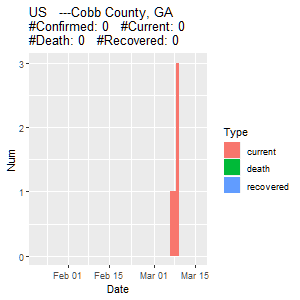 US   ---Cobb County, GA
#Confirmed: 0   #Current: 0
#Death: 0   #Recovered: 0
3
2
1
0
Num
Feb 01
Feb 15
Mar 01
Mar 15
Date
Type
current
death
recovered